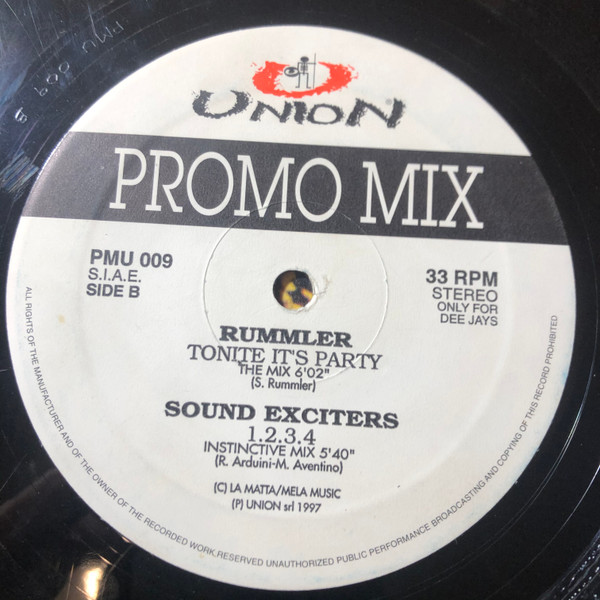 PMU 009 B
UNION
PROMO MIX
PMU 009
S.I.A.E.
SIDE B
33 RPM
STEREO
ONLY FOR
DEE JAYS
RUMMLER
TONITE IT'S PARTY
THE MIX 6'02"
(S. Rummler)
SOUND EXCITERS
1.2.3.4
INSTINCTIVE MIX 5'40"
(R. Arduini-M. Aventino)
(C) LA MATTA/MELA MUSIC
(P) UNION srl 1997
ALL RIGHTS OF THE MANUFACTURER AND OF THE OWNER OF THE RECORDED WORK, RESERVED UNAUTHORIZED PUBLIC PERFORMANCE BROADCASTING AND COPYING OF THIS RECORD PROHIBITED